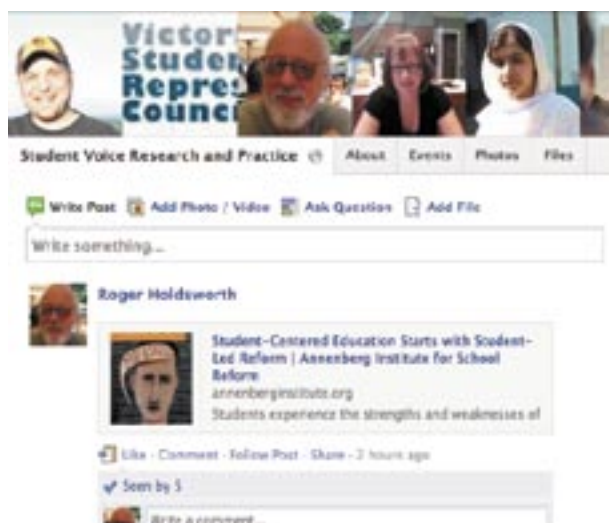 Victor
Studen
Repres
Counci
Student Voice Research and Practice About Events Photos Files
Write Post Add Photo / Video Ask Question Add File
Write something...
Roger Holdsworth
Student-Centered Education Starts with Student-
Led Reform | Annenberg Institute for School
Reform
annenberginstitute.org
Students experience the strengths and weaknesses of
Like · Comment · Follow Post · Share · 2 hours ago
Seen by 5
Write a comment...